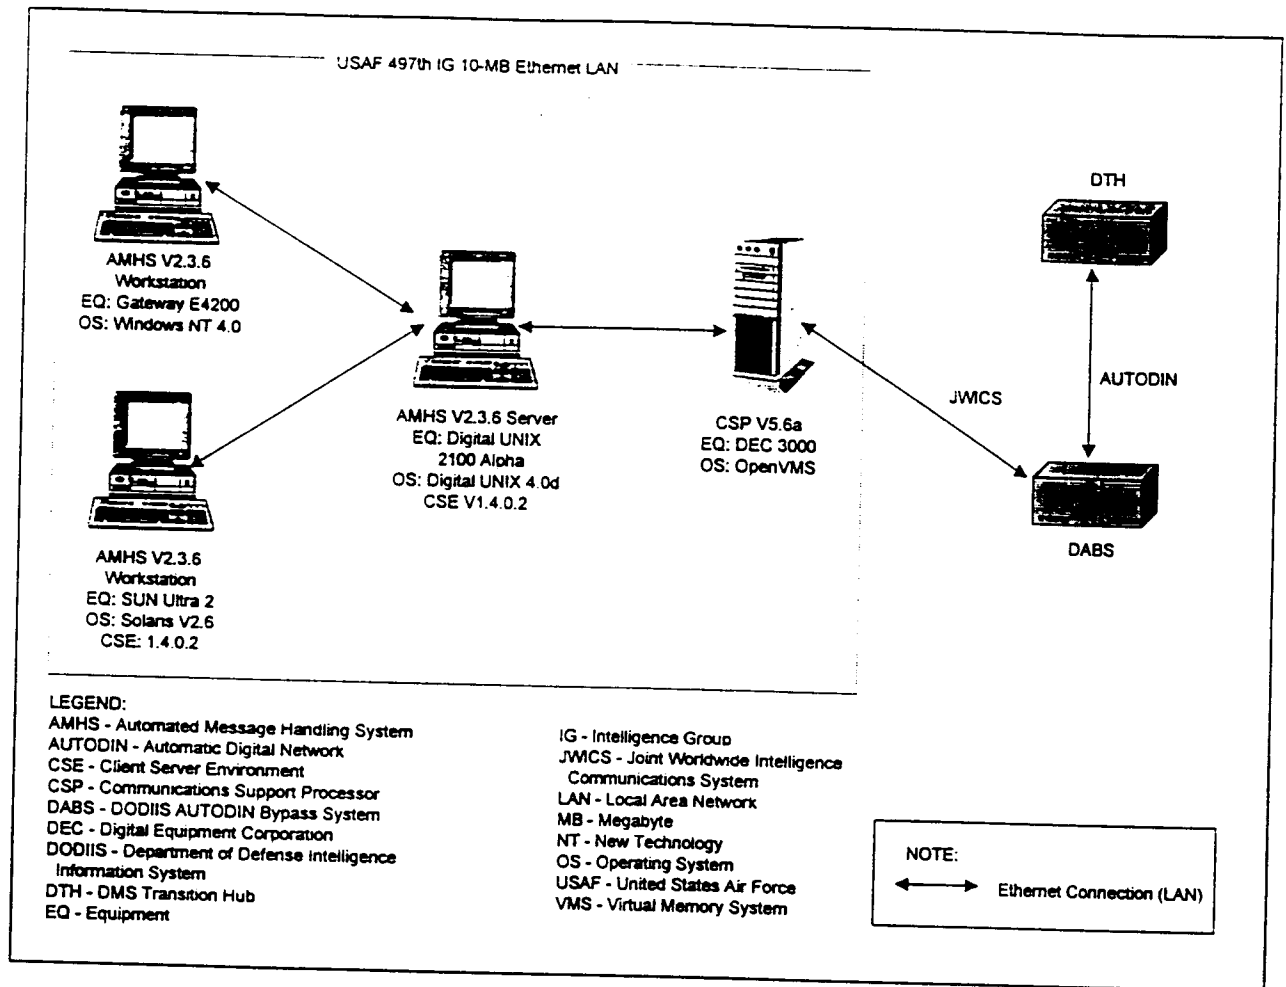 USAF 497th IG 10-MB Ethernet LAN
AMHS V2.3.6
Workstation
EQ: Gateway E4200
OS: Windows NT 4.0
AMHS V2.3.6 Server
EQ: Digital UNIX
2100 Alpha
OS: Digital UNIX 4.0d
CSE V1.4.0.2
CSP V5.6a
EQ: DEC 3000
OS: OpenVMS
DTH
AUTODIN
JWICS
DABS
AMHS V2.3.6
Workstation
EQ: SUN Ultra 2
OS: Solaris V2.6
CSE: 1.4.0.2
LEGEND:
AMHS - Automated Message Handling System
AUTODIN - Automatic Digital Network
CSE - Client Server Environment
CSP - Communications Support Processor
DABS - DODIIS AUTODIN Bypass System
DEC - Digital Equipment Corporation
DODIIS - Department of Defense Intelligence
Information System
DTH - DMS Transition Hub
EQ - Equipment
IG - Intelligence Group
JWICS - Joint Worldwide Intelligence
Communications System
LAN - Local Area Network
MB - Megabyte
NT - New Technology
OS - Operating System
USAF - United States Air Force
VMS - Virtual Memory System
NOTE:
Ethernet Connection (LAN)